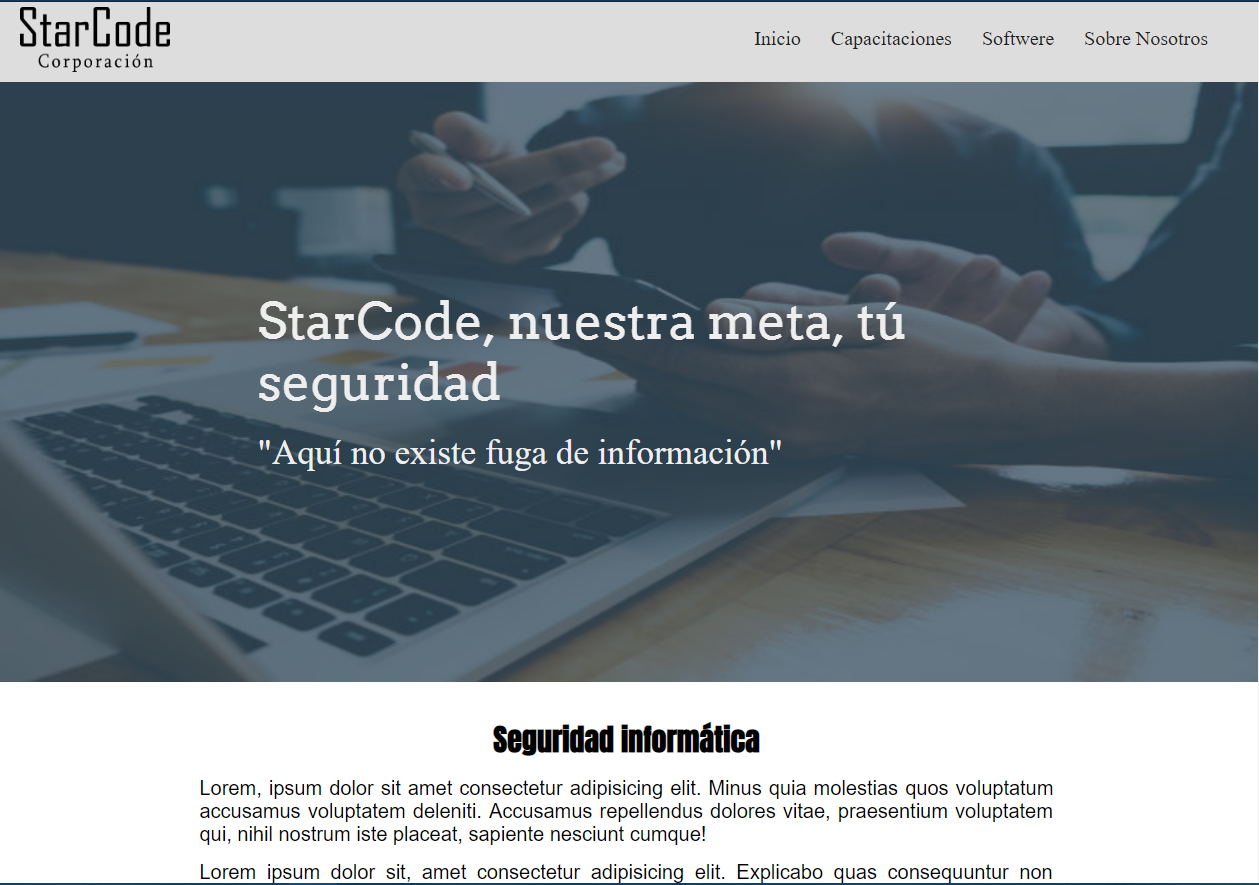 StarCode
Corporación
Inicio Capacitaciones Softwere Sobre Nosotros
StarCode, nuestra meta, tú
seguridad
"Aquí no existe fuga de información"
Seguridad informática
Lorem, ipsum dolor sit amet consectetur adipisicing elit. Minus quia molestias quos voluptatum
accusamus voluptatem deleniti. Accusamus repellendus dolores vitae, praesentium voluptatem
qui, nihil nostrum iste placeat, sapiente nesciunt cumque!
Lorem ipsum dolor sit, amet consectetur adipisicing elit. Explicabo quas consequuntur non